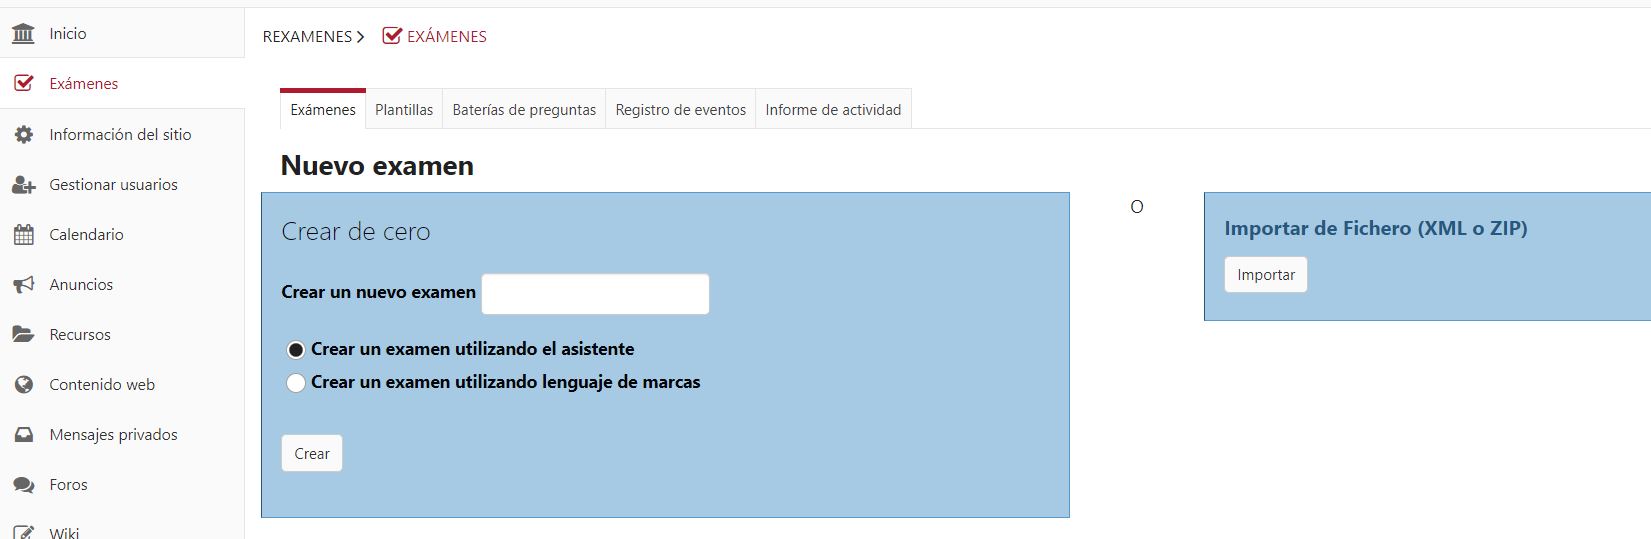 Inicio
Exámenes
Información del sitio
Gestionar usuarios
Calendario
Anuncios
Recursos
Contenido web
Mensajes privados
Foros
Wiki
REXAMENES > EXÁMENES
Exámenes Plantillas Baterías de preguntas Registro de eventos Informe de actividad
Nuevo examen
Crear de cero
Crear un nuevo examen
Crear un examen utilizando el asistente
Crear un examen utilizando lenguaje de marcas
Crear
O
Importar de Fichero (XML o ZIP)
Importar